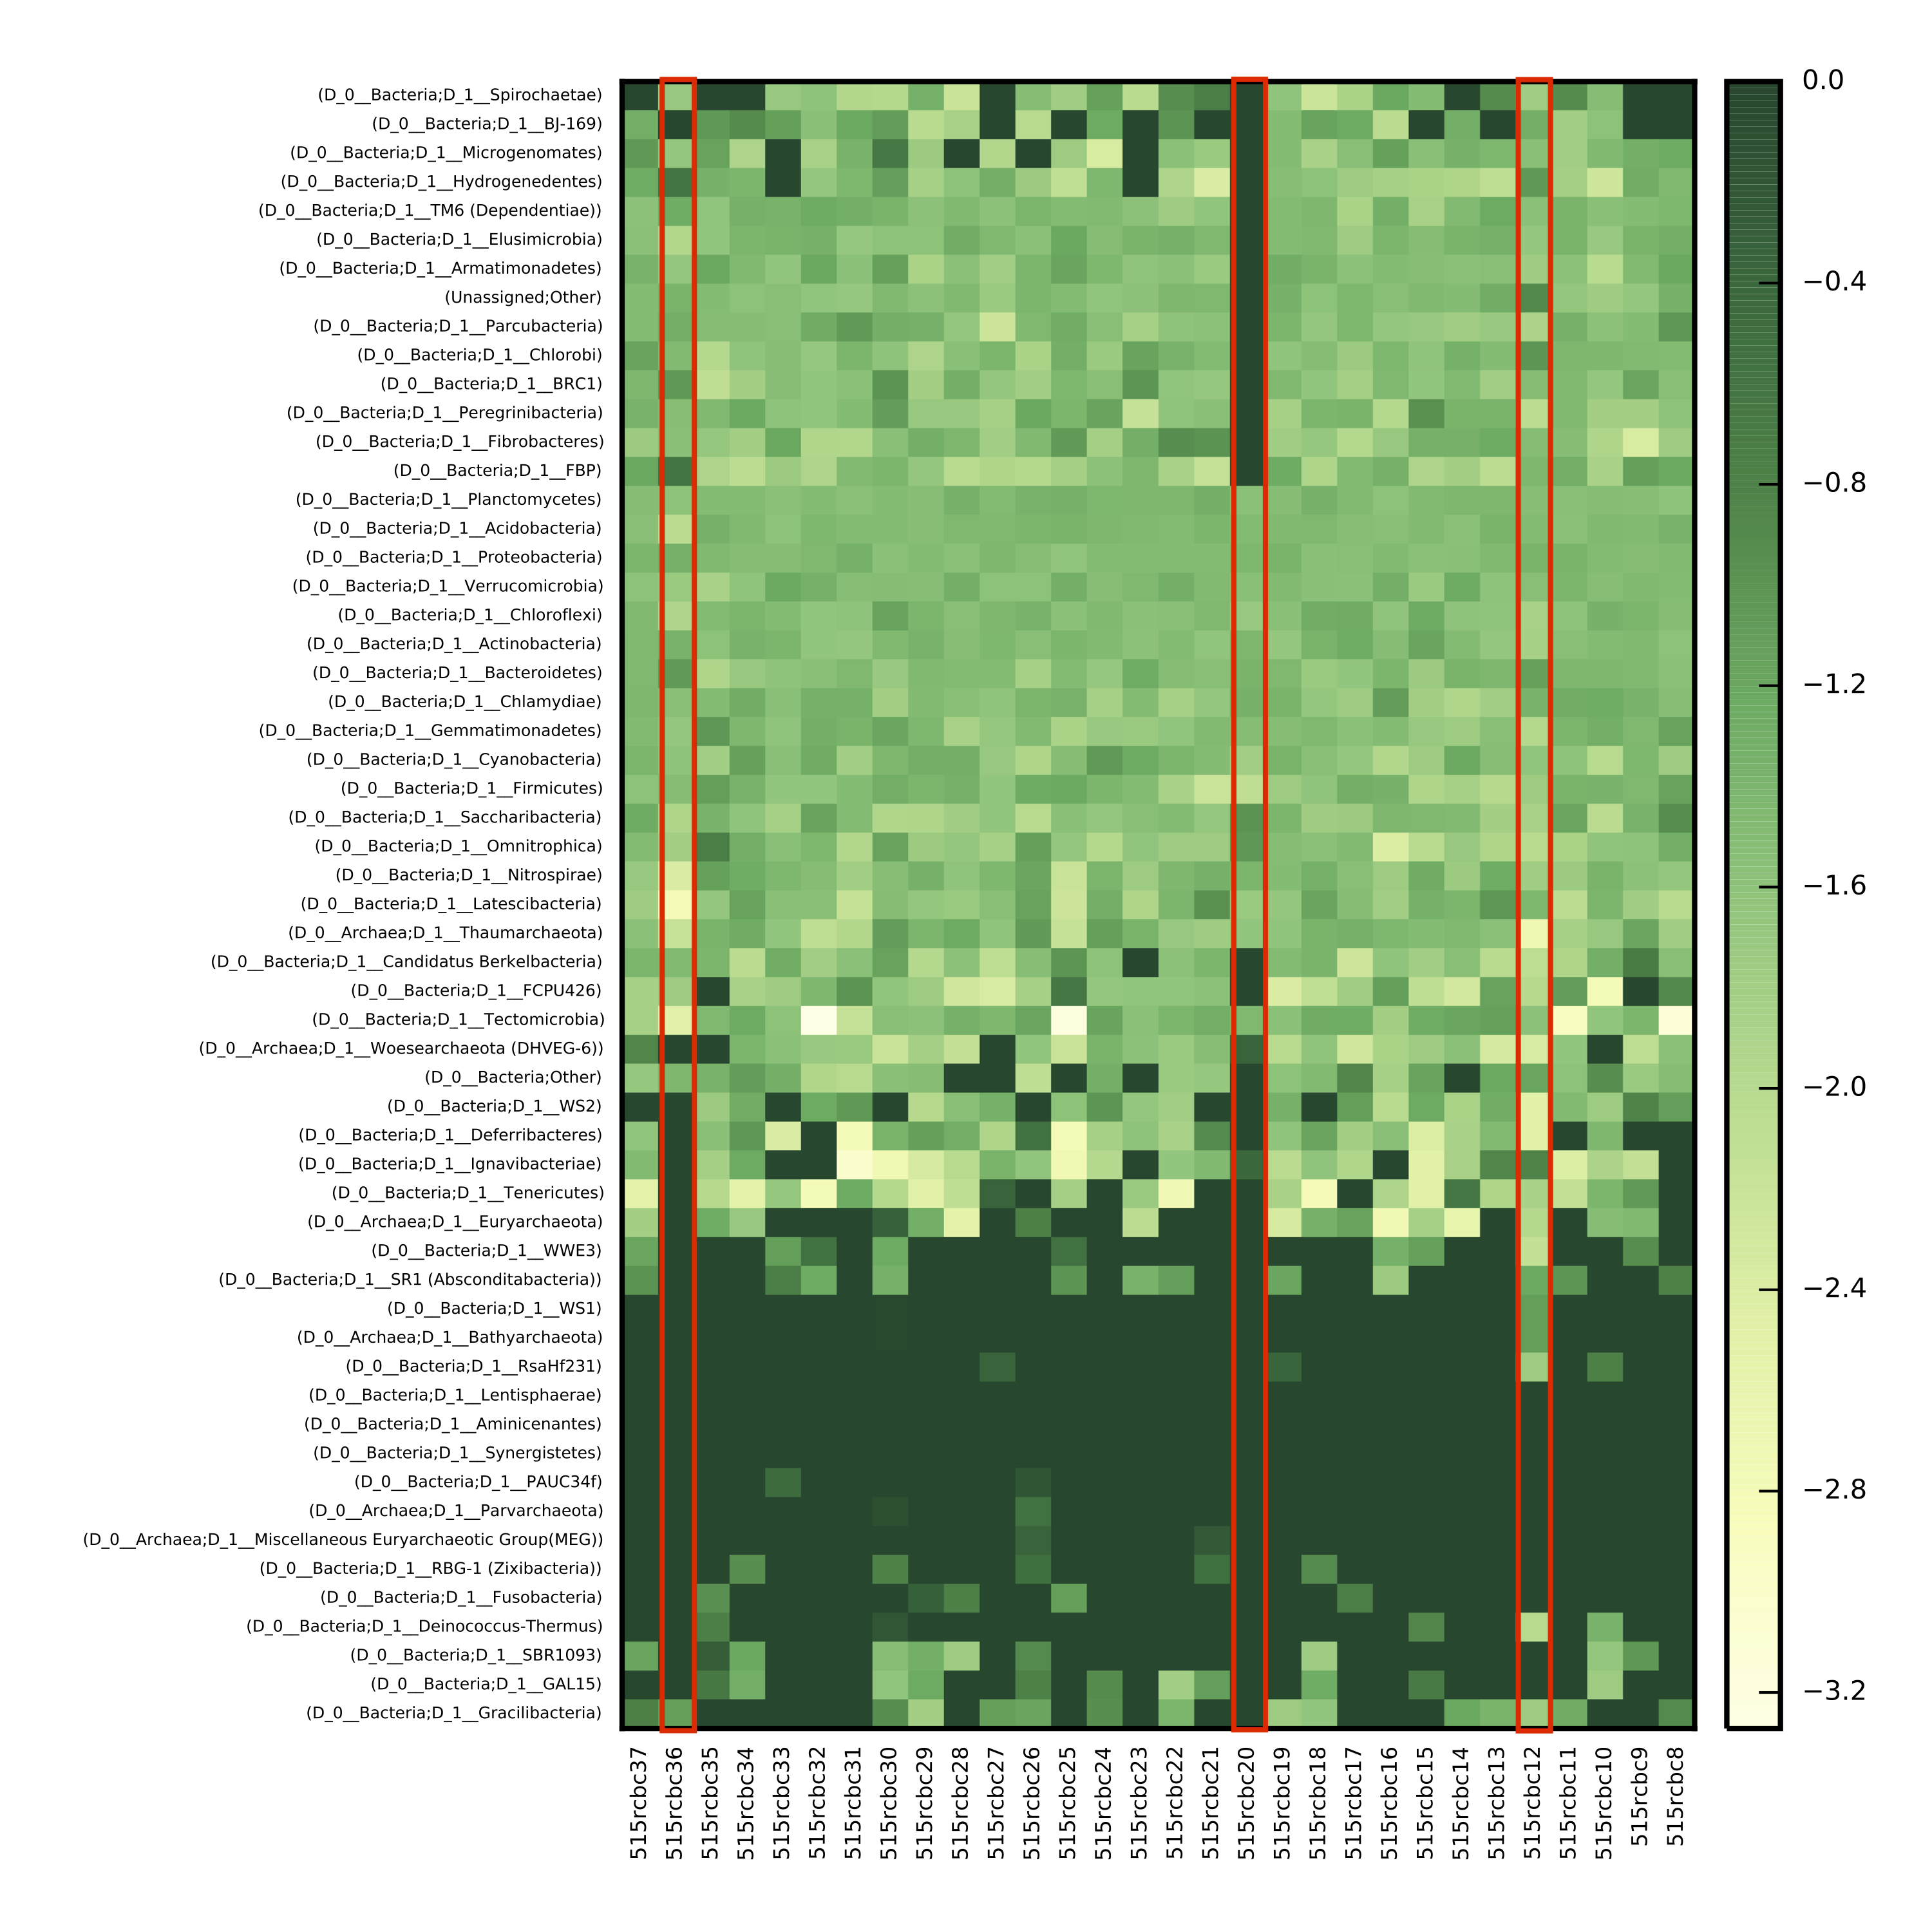 (D_0__Bacteria;D_1__Spirochaetae)
(D_0__Bacteria;D_1__BJ-169)
(D_0__Bacteria;D_1__Microgenomates)
(D_0__Bacteria;D_1__Hydrogenedentes)
(D_0__Bacteria;D_1__TM6 (Dependentiae))
(D_0__Bacteria;D_1__Elusimicrobia)
(D_0__Bacteria;D_1__Armatimonadetes)
(Unassigned;Other)
(D_0__Bacteria;D_1__Parcubacteria)
(D_0__Bacteria;D_1__Chlorobi)
(D_0__Bacteria;D_1__BRC1)
(D_0__Bacteria;D_1__Peregrinibacteria)
(D_0__Bacteria;D_1__Fibrobacteres)
(D_0__Bacteria;D_1__FBP)
(D_0__Bacteria;D_1__Planctomycetes)
(D_0__Bacteria;D_1__Acidobacteria)
(D_0__Bacteria;D_1__Proteobacteria)
(D_0__Bacteria;D_1__Verrucomicrobia)
(D_0__Bacteria;D_1__Chloroflexi)
(D_0__Bacteria;D_1__Actinobacteria)
(D_0__Bacteria;D_1__Bacteroidetes)
(D_0__Bacteria;D_1__Chlamydiae)
(D_0__Bacteria;D_1__Gemmatimonadetes)
(D_0__Bacteria;D_1__Cyanobacteria)
(D_0__Bacteria;D_1__Firmicutes)
(D_0__Bacteria;D_1__Saccharibacteria)
(D_0__Bacteria;D_1__Omnitrophica)
(D_0__Bacteria;D_1__Nitrospirae)
(D_0__Bacteria;D_1__Latescibacteria)
(D_0__Archaea;D_1__Thaumarchaeota)
(D_0__Bacteria;D_1__Candidatus Berkelbacteria)
(D_0__Bacteria;D_1__FCPU426)
(D_0__Bacteria;D_1__Tectomicrobia)
(D_0__Archaea;D_1__Woesearchaeota (DHVEG-6))
(D_0__Bacteria;Other)
(D_0__Bacteria;D_1__WS2)
(D_0__Bacteria;D_1__Deferribacteres)
(D_0__Bacteria;D_1__Ignavibacteriae)
(D_0__Bacteria;D_1__Tenericutes)
(D_0__Archaea;D_1__Euryarchaeota)
(D_0__Bacteria;D_1__WWE3)
(D_0__Bacteria;D_1__SR1 (Absconditabacteria))
(D_0__Bacteria;D_1__WS1)
(D_0__Archaea;D_1__Bathyarchaeota)
(D_0__Bacteria;D_1__RsaHf231)
(D_0__Bacteria;D_1__Lentisphaerae)
(D_0__Bacteria;D_1__Aminicenantes)
(D_0__Bacteria;D_1__Synergistetes)
(D_0__Bacteria;D_1__PAUC34f)
(D_0__Archaea;D_1__Parvarchaeota)
(D_0__Archaea;D_1__Miscellaneous Euryarchaeotic Group(MEG))
(D_0__Bacteria;D_1__RBG-1 (Zixibacteria))
(D_0__Bacteria;D_1__Fusobacteria)
(D_0__Bacteria;D_1__Deinococcus-Thermus)
(D_0__Bacteria;D_1__SBR1093)
(D_0__Bacteria;D_1__GAL15)
(D_0__Bacteria;D_1__Gracilibacteria)
515rcbc37
515rcbc36
515rcbc35
515rcbc34
515rcbc33
515rcbc32
515rcbc31
515rcbc30
515rcbc29
515rcbc28
515rcbc27
515rcbc26
515rcbc25
515rcbc24
515rcbc23
515rcbc22
515rcbc21
515rcbc20
515rcbc19
515rcbc18
515rcbc17
515rcbc16
515rcbc15
515rcbc14
515rcbc13
515rcbc12
515rcbc11
515rcbc10
515rcbc9
515rcbc8
0.0
−0.4
−0.8
−1.2
−1.6
−2.0
−2.4
−2.8
−3.2